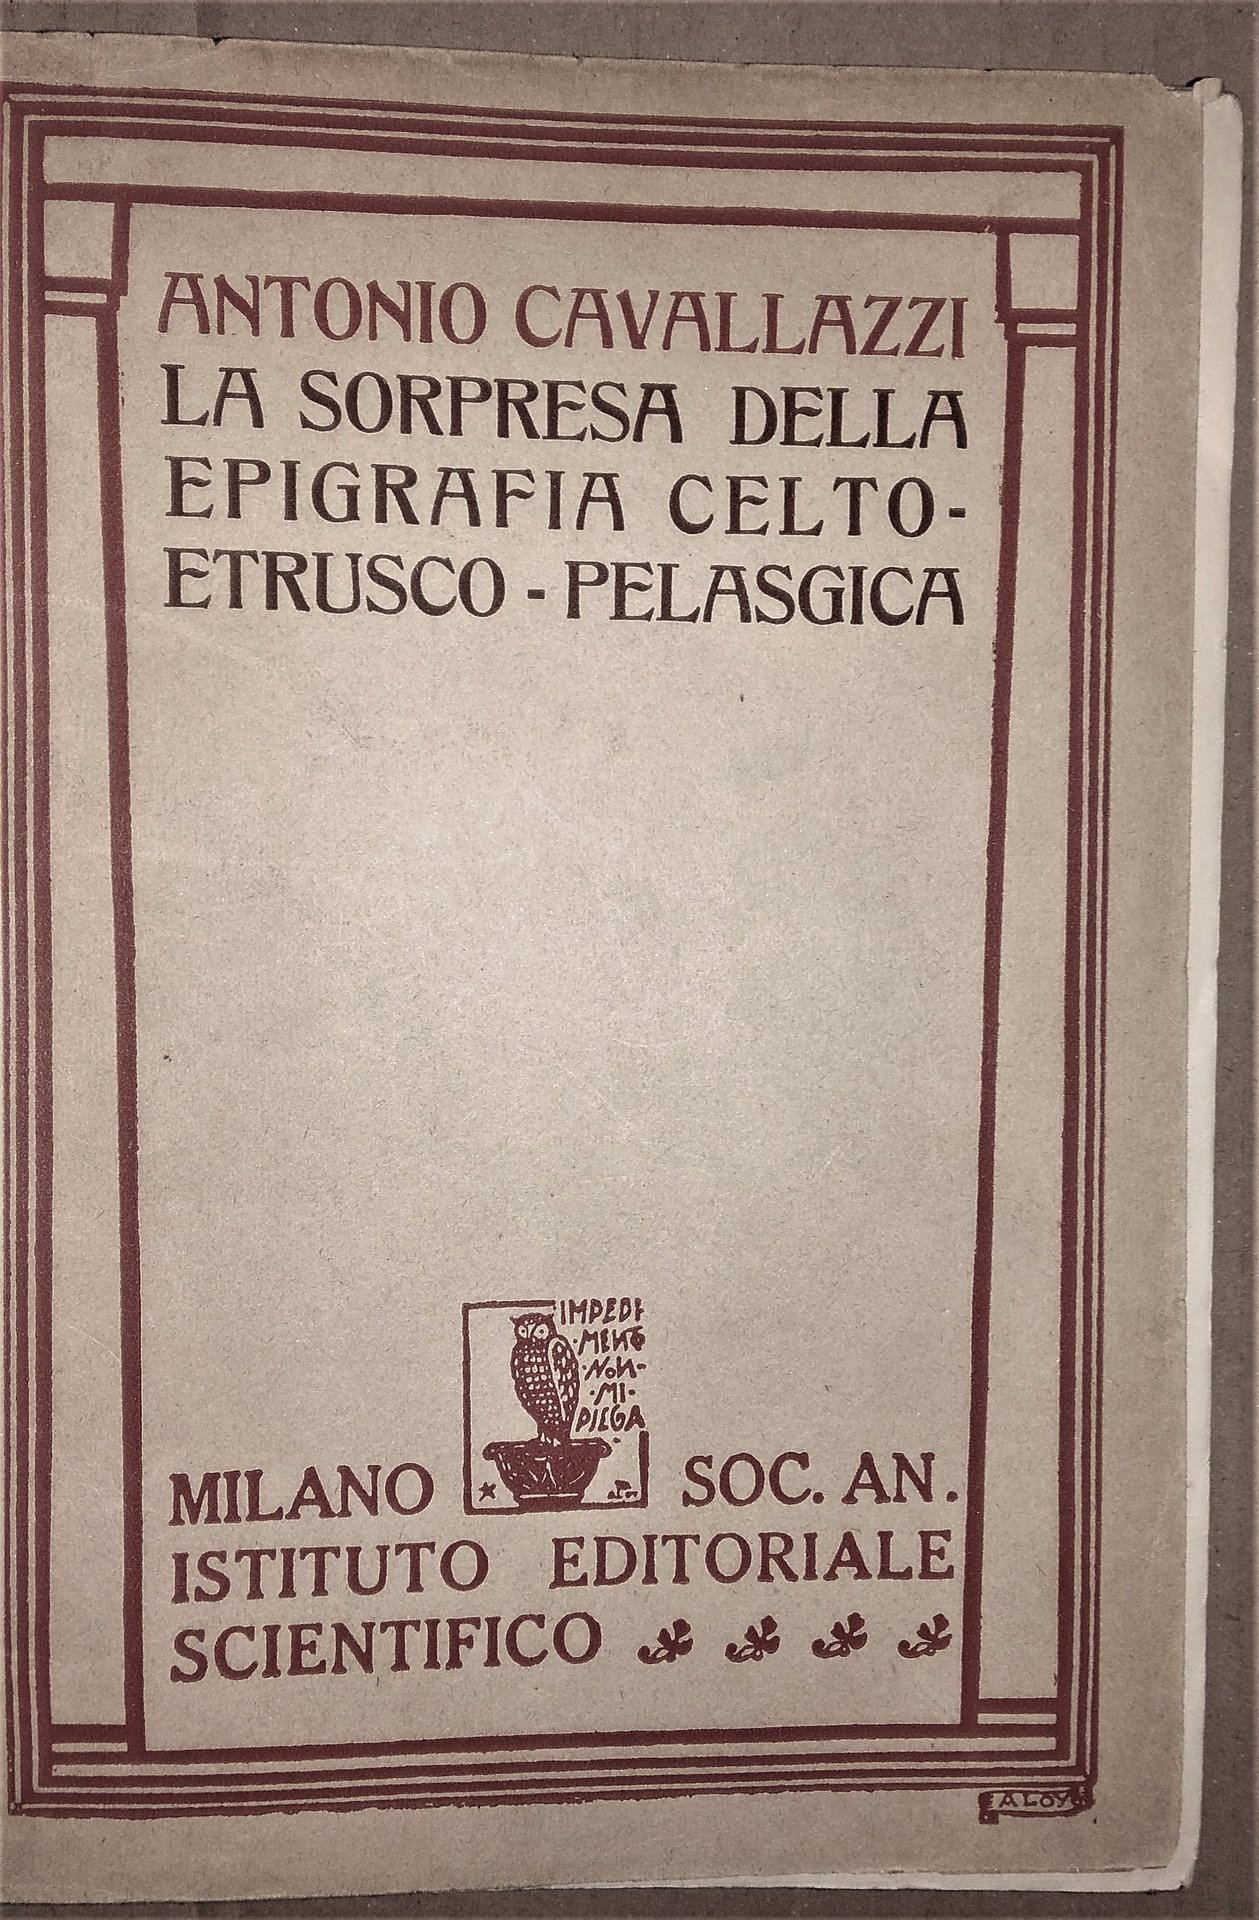 ANTONIO CAVALLAZZI
LA SORPRESA DELLA
EPIGRAFIA CELTO-
ETRUSCO - PELASGICA
IMPEDI
·MENTO
·NON·
·MI·
PIEGA
MILANO SOC. AN.
ISTITUTO EDITORIALE
SCIENTIFICO
ALOY